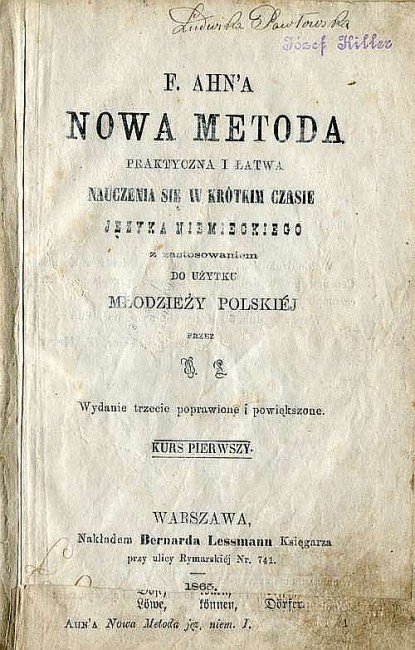 Ludwika Pawłowska
Józef Hiller
F. AHN'A
NOWA METODA
PRAKTYCZNA I ŁATWA
NAUCZENIA SIĘ W KRÓTKIM CZASIE
JĘZYKA NIEMIECKIEGO
z zastosowaniem
DO UŻYTKU
MŁODZIEŻY POLSKIÉJ
PRZEZ
Wydanie trzecie poprawione i powiększone.
KURS PIERWSZY.
WARSZAWA,
Nakładem Bernarda Lessmann Księgarza
przy ulicy Rymarskiéj Nr. 741.
1865.
Löwe, können, Dörfer.
AHN'A Nowa Metoda jęz. niem. I. 1